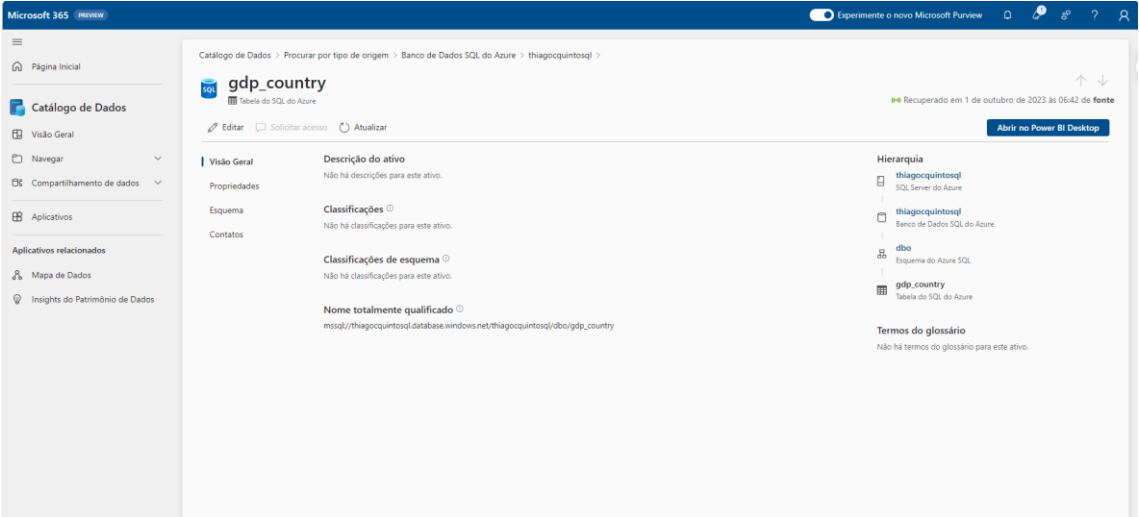 Microsoft 365 PREVIEW
Experimente o novo Microsoft Purview
1
?
Página Inicial
Catálogo de Dados
Visão Geral
Navegar
Compartilhamento de dados
Aplicativos
Aplicativos relacionados
Mapa de Dados
Insights do Patrimônio de Dados
Catálogo de Dados > Procurar por tipo de origem > Banco de Dados SQL do Azure > thiagocquintosql >
SQL
gdp_country
Tabela do SQL do Azure
Recuperado em 1 de outubro de 2023 às 06:42 de fonte
Editar Solicitar acesso Atualizar
Abrir no Power BI Desktop
Visão Geral
Propriedades
Esquema
Contatos
Descrição do ativo
Não há descrições para este ativo.
Classificações
Não há classificações para este ativo.
Classificações de esquema
Não há classificações para este ativo.
Nome totalmente qualificado
mssql://thiagocquintosql.database.windows.net/thiagocquintosql/dbo/gdp_country
Hierarquia
thiagocquintosql
SQL Server do Azure
thiagocquintosql
Banco de Dados SQL do Azure
dbo
Esquema do Azure SQL
gdp_country
Tabela do SQL do Azure
Termos do glossário
Não há termos do glossário para este ativo.